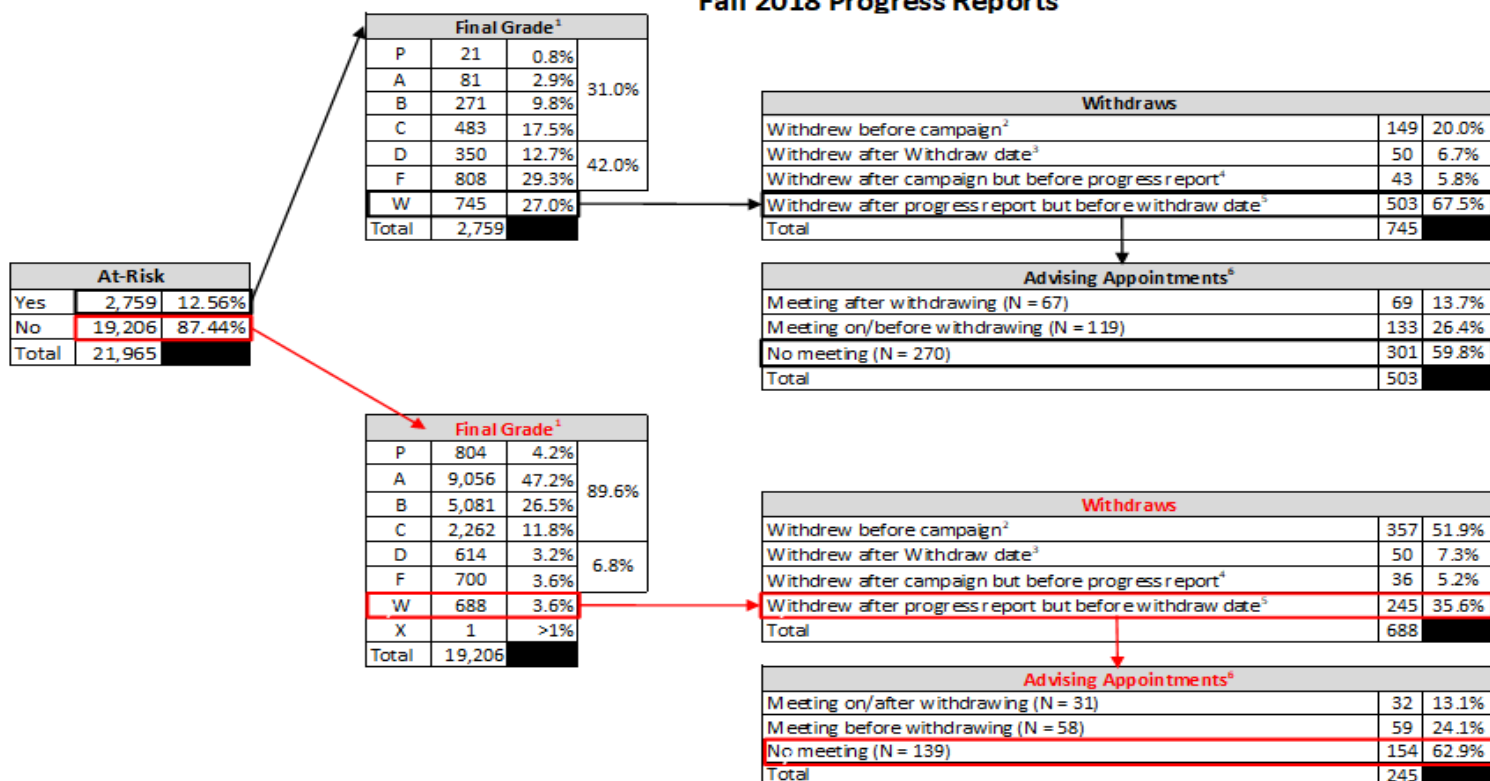 Fall 2018 Progress Reports
Final Grade¹
P 21 0.8%
A 81 2.9% 31.0%
B 271 9.8%
C 483 17.5%
D 350 12.7% 42.0%
F 808 29.3%
W 745 27.0%
Total 2,759
Withdraws
Withdrew before campaign² 149 20.0%
Withdrew after Withdraw date³ 50 6.7%
Withdrew after campaign but before progress report⁴ 43 5.8%
Withdrew after progress report but before withdraw date⁵ 503 67.5%
Total 745
At-Risk
Yes 2,759 12.56%
No 19,206 87.44%
Total 21,965
Advising Appointments⁶
Meeting after withdrawing (N = 67) 69 13.7%
Meeting on/before withdrawing (N = 119) 133 26.4%
No meeting (N = 270) 301 59.8%
Total 503
Final Grade¹
P 804 4.2%
A 9,056 47.2% 89.6%
B 5,081 26.5%
C 2,262 11.8%
D 614 3.2% 6.8%
F 700 3.6%
W 688 3.6%
X 1 >1%
Total 19,206
Withdraws
Withdrew before campaign² 357 51.9%
Withdrew after Withdraw date³ 50 7.3%
Withdrew after campaign but before progress report⁴ 36 5.2%
Withdrew after progress report but before withdraw date⁵ 245 35.6%
Total 688
Advising Appointments⁶
Meeting on/after withdrawing (N = 31) 32 13.1%
Meeting before withdrawing (N = 58) 59 24.1%
No meeting (N = 139) 154 62.9%
Total 245